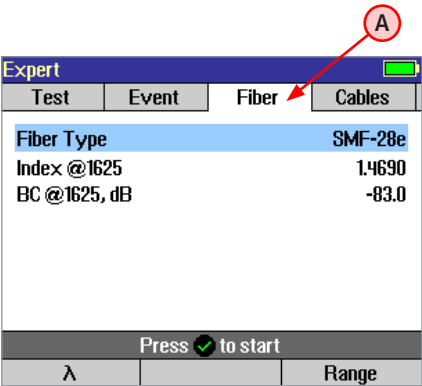 A
Expert
Test Event Fiber Cables
Fiber Type SMF-28e
Index @1625 1.4690
BC @1625, dB -83.0
Press to start
λ Range